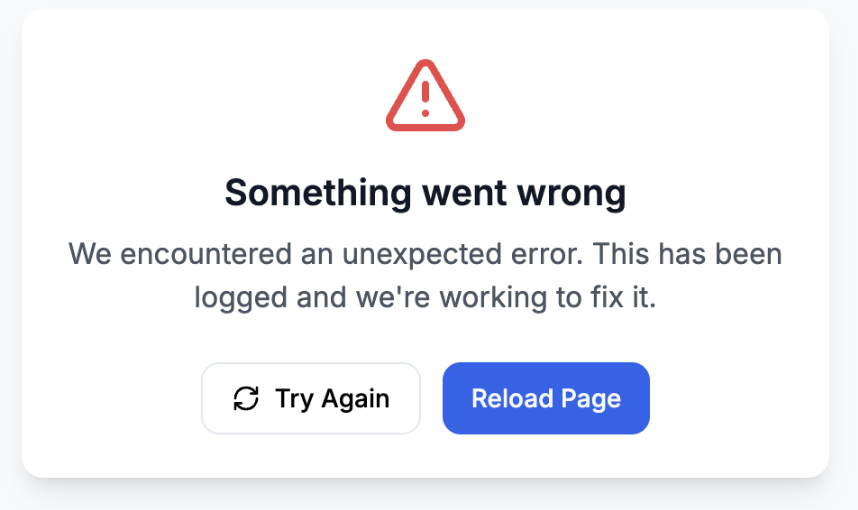 Something went wrong
We encountered an unexpected error. This has been
logged and we're working to fix it.
Try Again
Reload Page